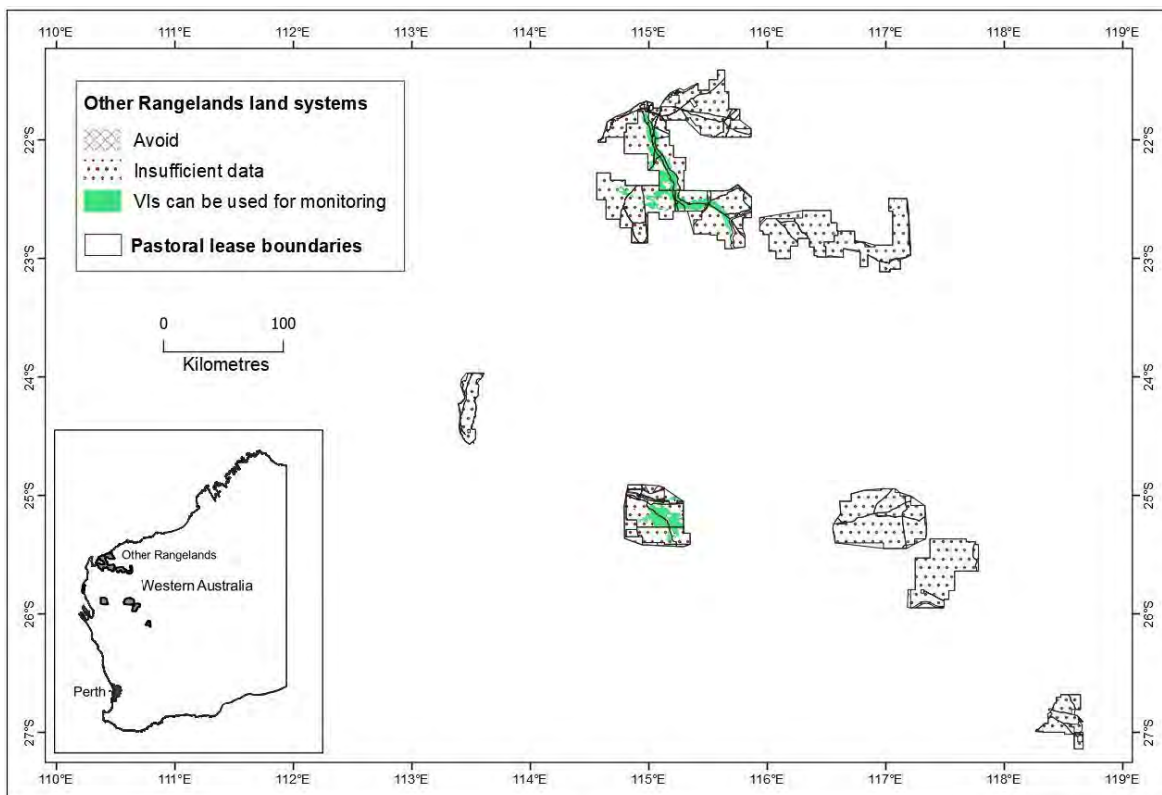 110°E 111°E 112°E 113°E 114°E 115°E 116°E 117°E 118°E 119°E
Other Rangelands land systems
Avoid
Insufficient data
VIs can be used for monitoring
Pastoral lease boundaries
0 100
Kilometres
22°S 22°S
23°S 23°S
24°S 24°S
25°S 25°S
26°S 26°S
27°S 27°S
Other Rangelands
Western Australia
Perth
110°E 111°E 112°E 113°E 114°E 115°E 116°E 117°E 118°E 119°E